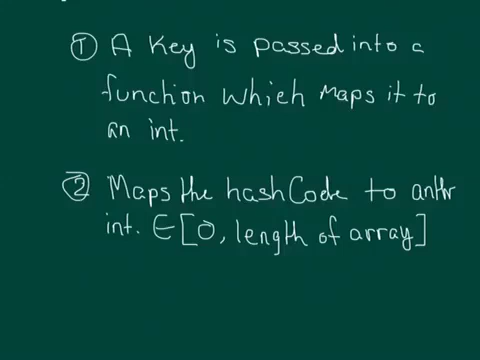 ① A Key is passed into a
function which Maps it to
an int.
② Maps the hashCode to anthr
int. ∈ [0, length of array]